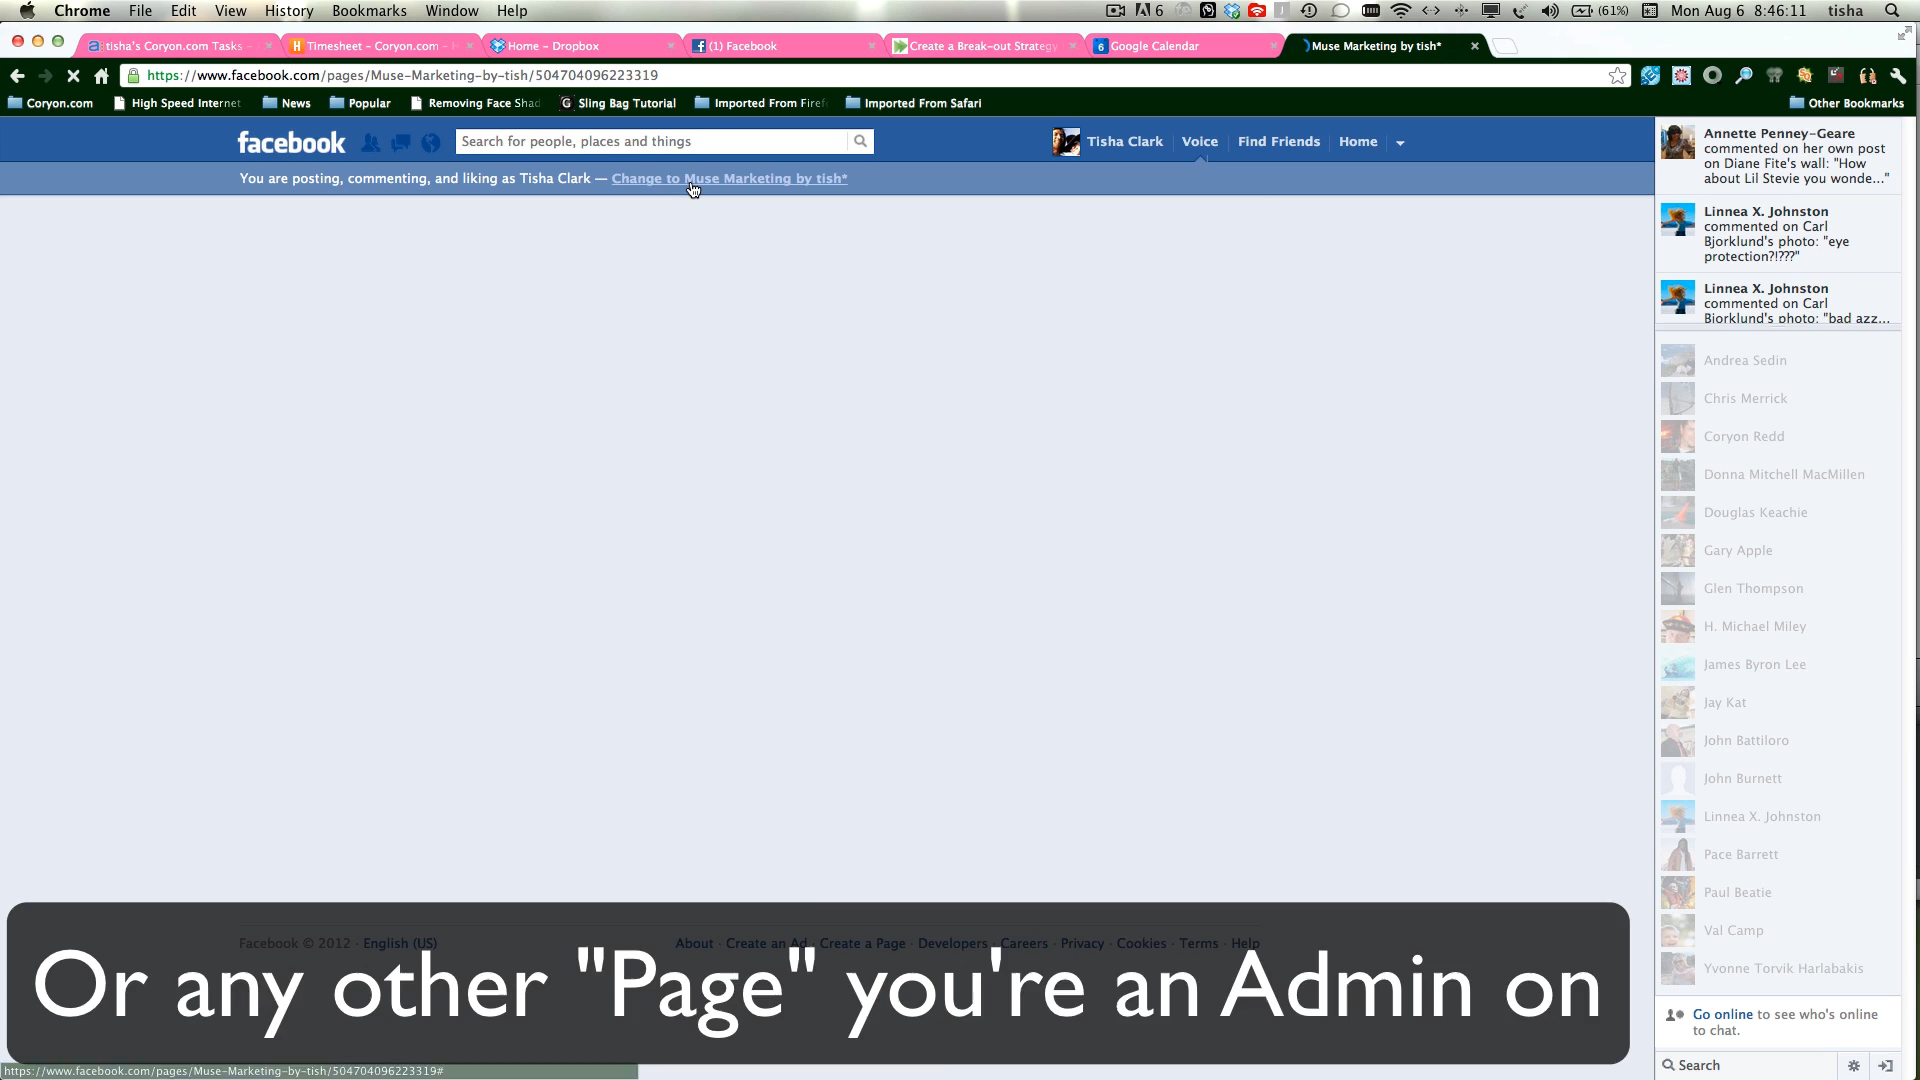 Chrome File Edit View History Bookmarks Window Help 6 (61%) Mon Aug 6 8:46:11 tisha
tisha's Coryon.com Tasks - Timesheet - Coryon.com - Home - Dropbox (1) Facebook Create a Break-out Strategy 6 Google Calendar Muse Marketing by tish*
https://www.facebook.com/pages/Muse-Marketing-by-tish/504704096223319
Coryon.com High Speed Internet News Popular Removing Face Shad Sling Bag Tutorial Imported From Firef Imported From Safari Other Bookmarks
facebook Search for people, places and things Tisha Clark Voice Find Friends Home
You are posting, commenting, and liking as Tisha Clark — Change to Muse Marketing by tish*
Annette Penney-Geare
commented on her own post
on Diane Fite's wall: "How
about Lil Stevie you wonde..."
Linnea X. Johnston
commented on Carl
Bjorklund's photo: "eye
protection?!???"
Linnea X. Johnston
commented on Carl
Bjorklund's photo: "bad azz...
Andrea Sedin
Chris Merrick
Coryon Redd
Donna Mitchell MacMillen
Douglas Keachie
Gary Apple
Glen Thompson
H. Michael Miley
James Byron Lee
Jay Kat
John Battiloro
John Burnett
Linnea X. Johnston
Pace Barrett
Paul Beatie
Val Camp
Yvonne Torvik Harlabakis
Go online to see who's online
to chat.
Search
Facebook © 2012 · English (US) About · Create an Ad · Create a Page · Developers · Careers · Privacy · Cookies · Terms · Help
Or any other "Page" you're an Admin on
https://www.facebook.com/pages/Muse-Marketing-by-tish/504704096223319#